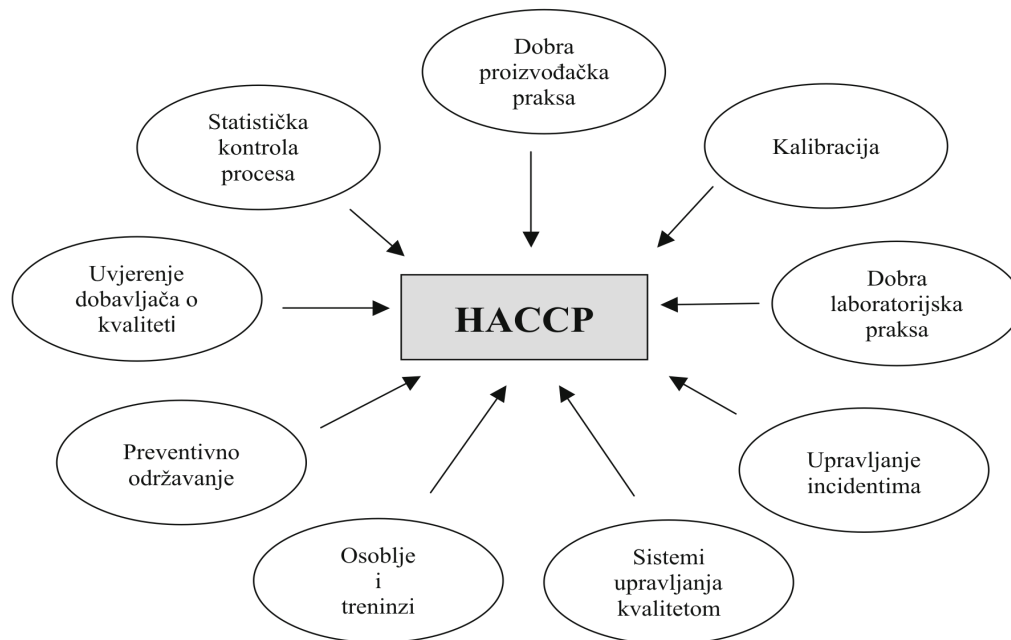 Dobra
proizvođačka
praksa
Statistička
kontrola
procesa
Kalibracija
Uvjerenje
dobavljača o
kvaliteti
HACCP
Dobra
laboratorijska
praksa
Preventivno
održavanje
Upravljanje
incidentima
Osoblje
i
treninzi
Sistemi
upravljanja
kvalitetom